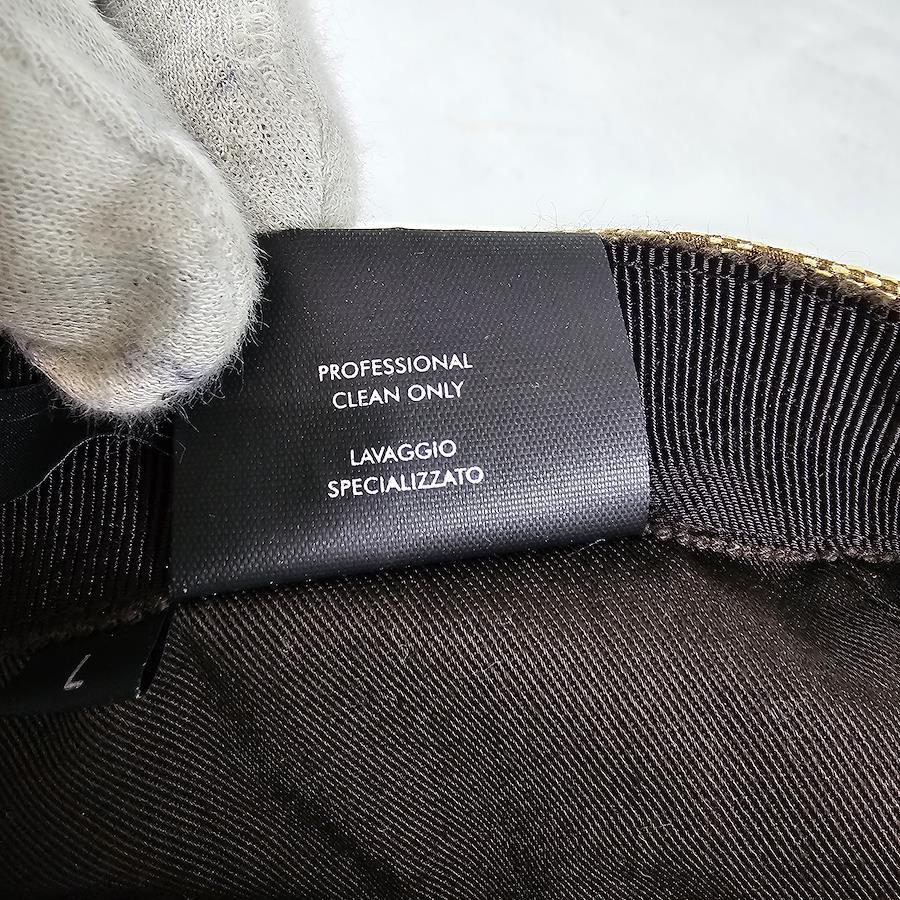 PROFESSIONAL
CLEAN ONLY
LAVAGGIO
SPECIALIZZATO